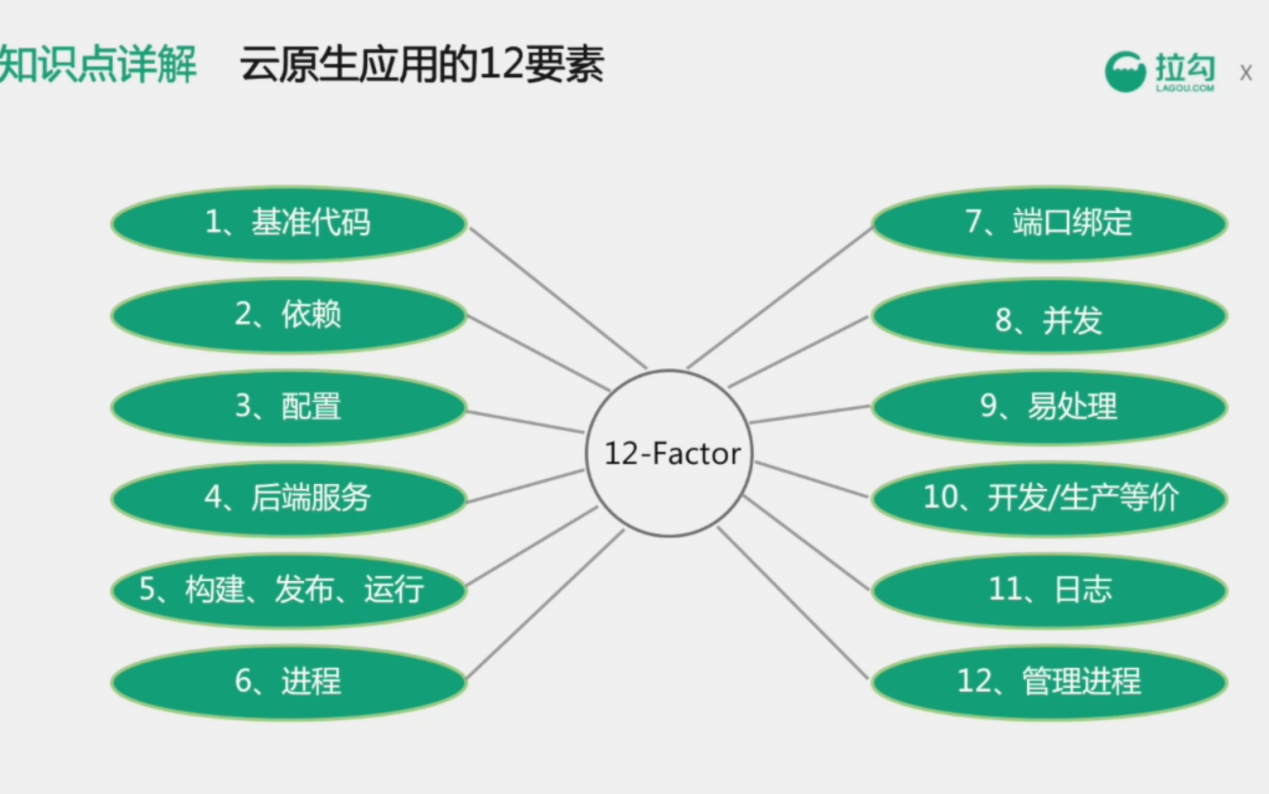 知识点详解 云原生应用的12要素
拉勾 x
LAGOU.COM
1、基准代码
2、依赖
3、配置
4、后端服务
5、构建、发布、运行
6、进程
12-Factor
7、端口绑定
8、并发
9、易处理
10、开发/生产等价
11、日志
12、管理进程